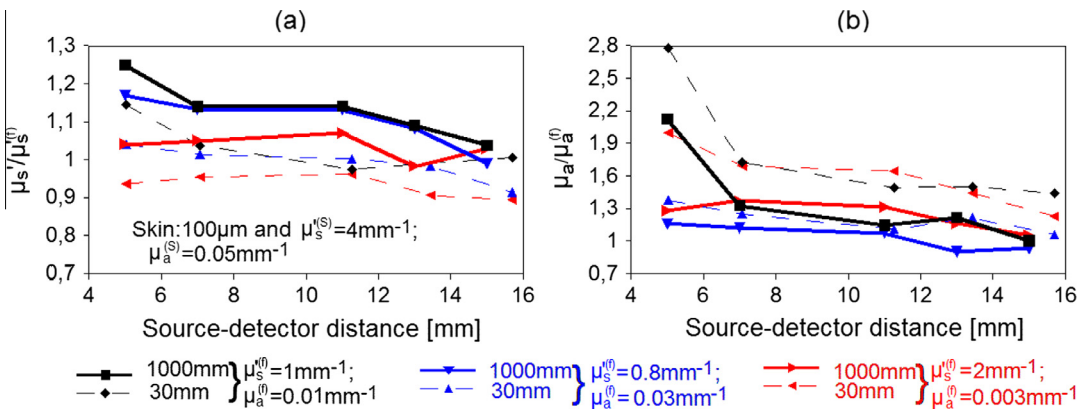 (a)
1,3
1,2
1,1
1
0,9
0,8
0,7
μs'/μs'(f)
Skin:100μm and μs'(S)=4mm-1;
μa(S)=0.05mm-1
4 6 8 10 12 14 16
Source-detector distance [mm]
(b)
2,8
2,5
2,2
1,9
1,6
1,3
1
0,7
μa/μa(f)
4 6 8 10 12 14 16
Source-detector distance [mm]
1000mm
30mm
} μs'(f)=1mm-1;
μa(f)=0.01mm-1
1000mm
30mm
} μs'(f)=0.8mm-1;
μa(f)=0.03mm-1
1000mm
30mm
} μs'(f)=2mm-1;
μa(f)=0.003mm-1